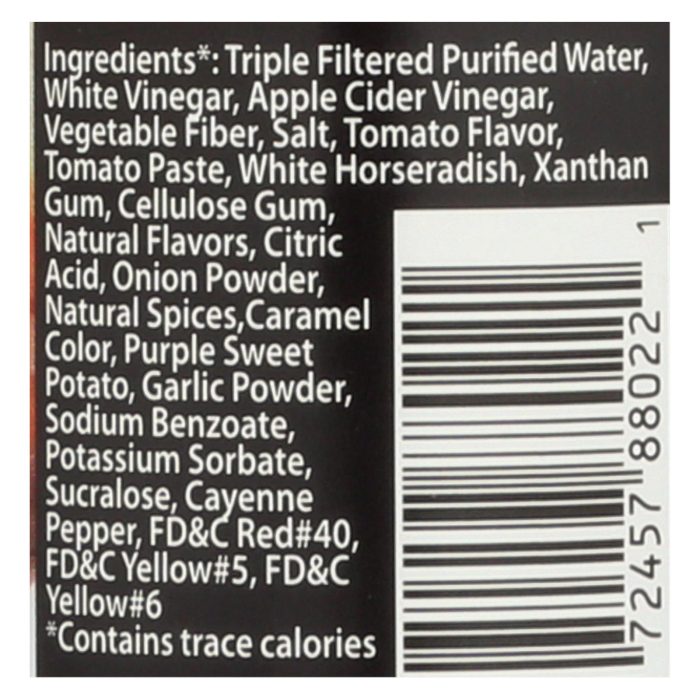 Ingredients*: Triple Filtered Purified Water,
White Vinegar, Apple Cider Vinegar,
Vegetable Fiber, Salt, Tomato Flavor,
Tomato Paste, White Horseradish, Xanthan
Gum, Cellulose Gum,
Natural Flavors, Citric
Acid, Onion Powder,
Natural Spices,Caramel
Color, Purple Sweet
Potato, Garlic Powder,
Sodium Benzoate,
Potassium Sorbate,
Sucralose, Cayenne
Pepper, FD&C Red#40,
FD&C Yellow#5, FD&C
Yellow#6
*Contains trace calories
72457 88022 1